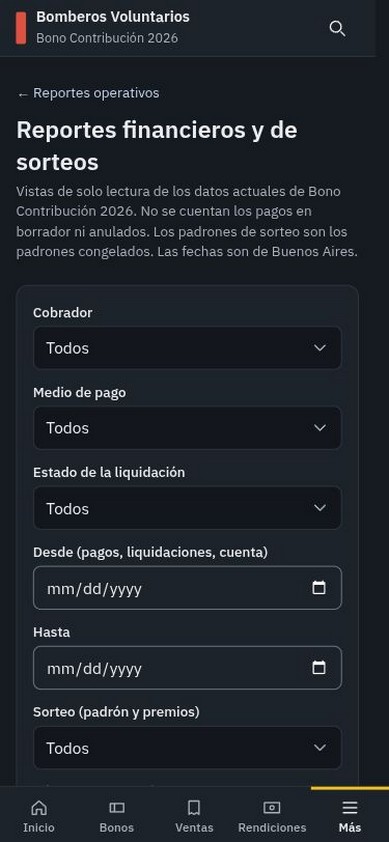 Bomberos Voluntarios
Bono Contribución 2026
← Reportes operativos
Reportes financieros y de
sorteos
Vistas de solo lectura de los datos actuales de Bono
Contribución 2026. No se cuentan los pagos en
borrador ni anulados. Los padrones de sorteo son los
padrones congelados. Las fechas son de Buenos Aires.
Cobrador
Todos
Medio de pago
Todos
Estado de la liquidación
Todos
Desde (pagos, liquidaciones, cuenta)
mm/dd/yyyy
Hasta
mm/dd/yyyy
Sorteo (padrón y premios)
Todos
Inicio Bonos Ventas Rendiciones Más